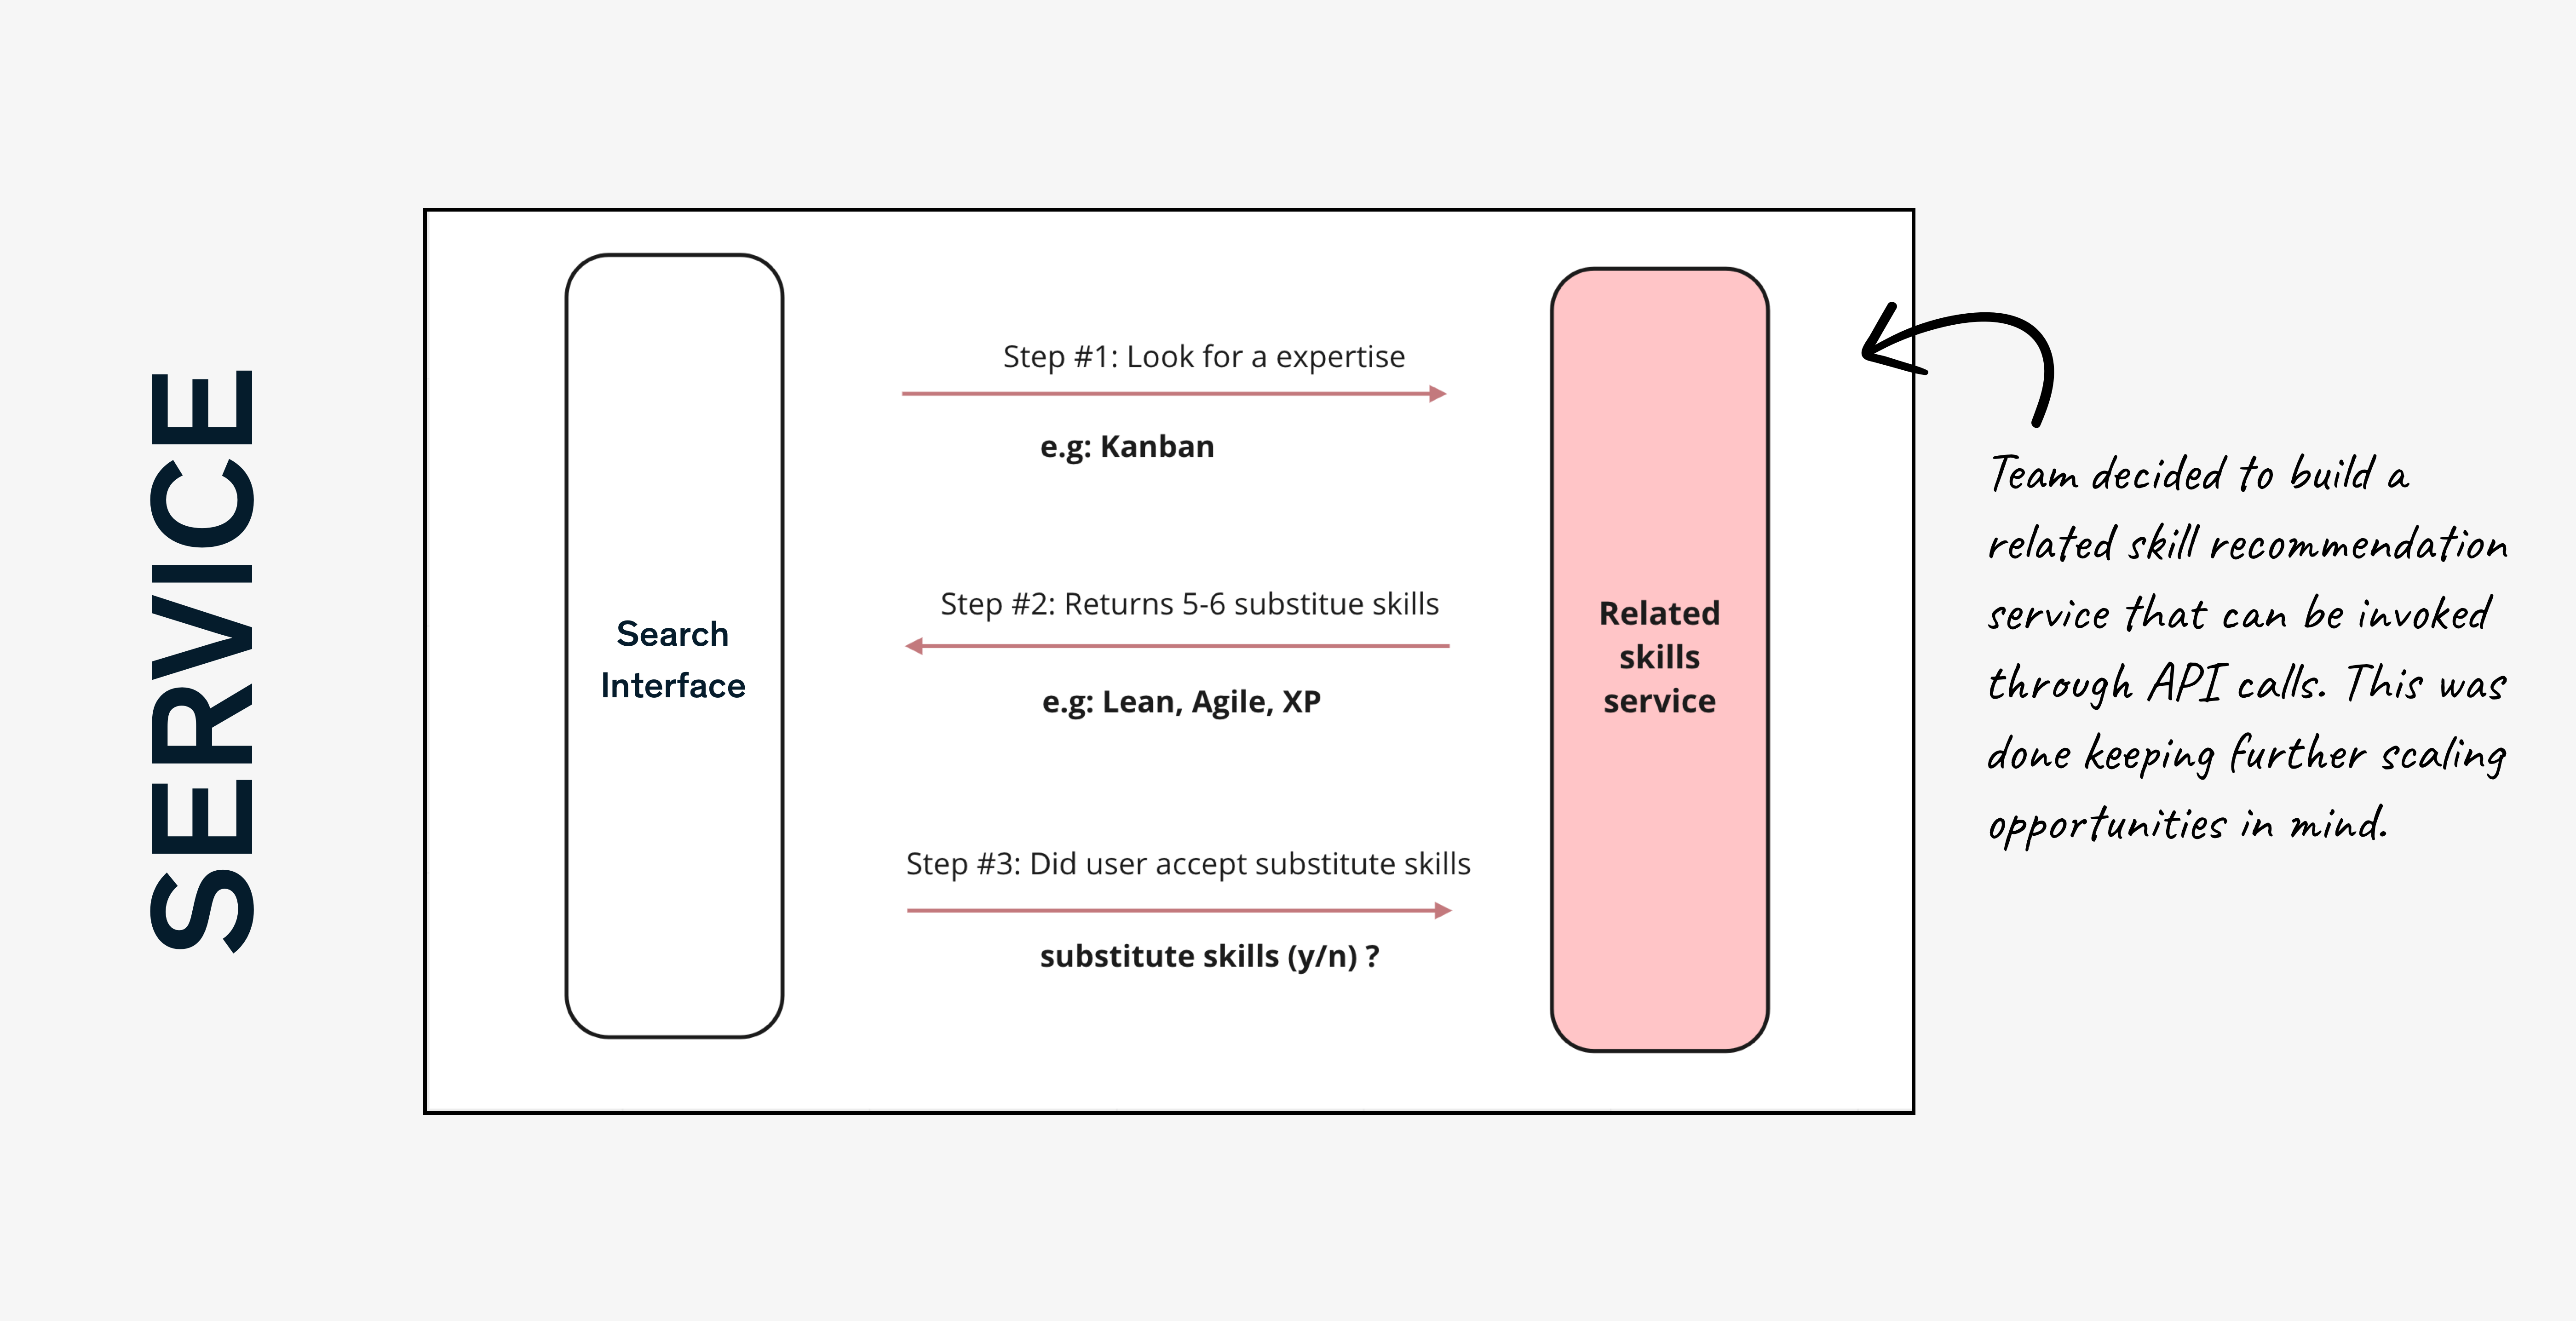 SERVICE
Search
Interface
Step #1: Look for a expertise
e.g: Kanban
Step #2: Returns 5-6 substitue skills
e.g: Lean, Agile, XP
Step #3: Did user accept substitute skills
substitute skills (y/n) ?
Related
skills
service
Team decided to build a
related skill recommendation
service that can be invoked
through API calls. This was
done keeping further scaling
opportunities in mind.